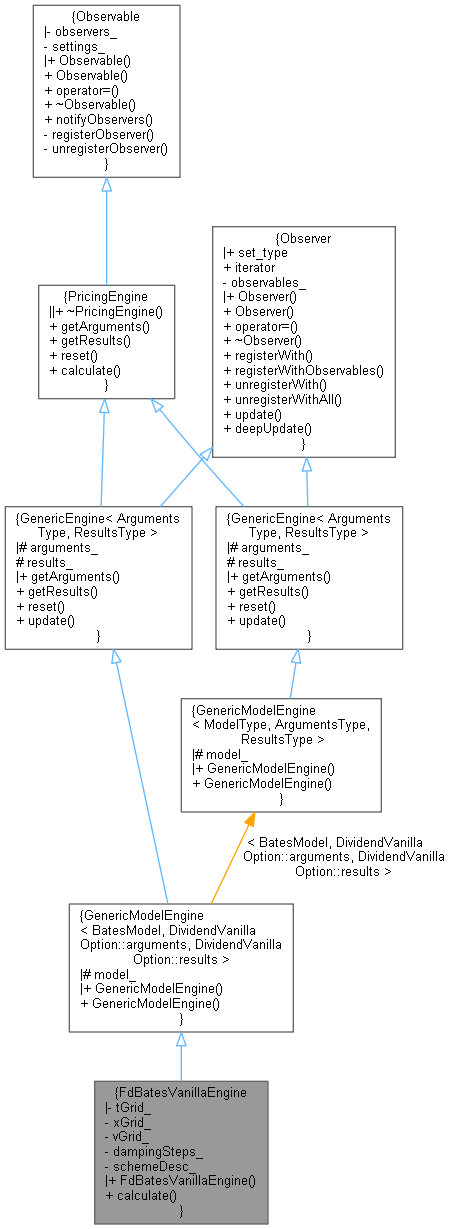 {Observable
|- observers_
- settings_
|+ Observable()
+ Observable()
+ operator=()
+ ~Observable()
+ notifyObservers()
- registerObserver()
- unregisterObserver()
}
{Observer
|+ set_type
+ iterator
- observables_
|+ Observer()
+ Observer()
+ operator=()
+ ~Observer()
+ registerWith()
+ registerWithObservables()
+ unregisterWith()
+ unregisterWithAll()
+ update()
+ deepUpdate()
}
{PricingEngine
||+ ~PricingEngine()
+ getArguments()
+ getResults()
+ reset()
+ calculate()
}
{GenericEngine< Arguments
Type, ResultsType >
|# arguments_
# results_
|+ getArguments()
+ getResults()
+ reset()
+ update()
}
{GenericEngine< Arguments
Type, ResultsType >
|# arguments_
# results_
|+ getArguments()
+ getResults()
+ reset()
+ update()
}
{GenericModelEngine
< ModelType, ArgumentsType,
ResultsType >
|# model_
|+ GenericModelEngine()
+ GenericModelEngine()
}
< BatesModel, DividendVanilla
Option::arguments, DividendVanilla
Option::results >
{GenericModelEngine
< BatesModel, DividendVanilla
Option::arguments, DividendVanilla
Option::results >
|# model_
|+ GenericModelEngine()
+ GenericModelEngine()
}
{FdBatesVanillaEngine
|- tGrid_
- xGrid_
- vGrid_
- dampingSteps_
- schemeDesc_
|+ FdBatesVanillaEngine()
+ calculate()
}